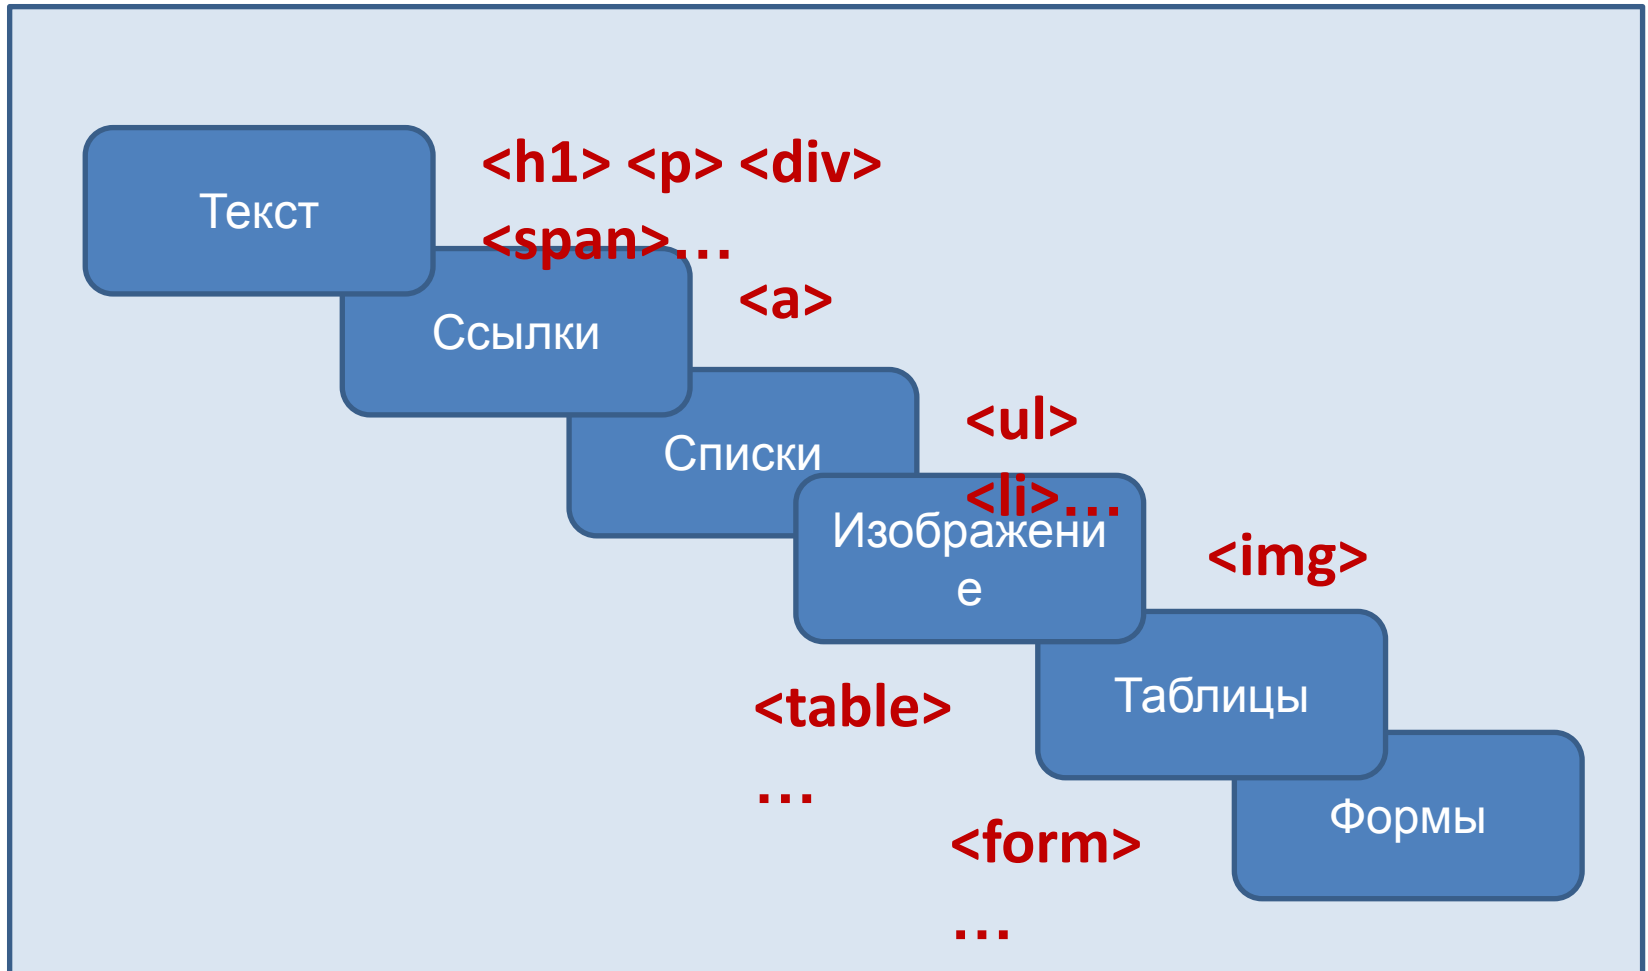 Текст
<h1> <p> <div>
<span>…
Ссылки
<a>
Списки
<ul>
<li>…
Изображени
е
<img>
Таблицы
<table>
…
Формы
<form>
…